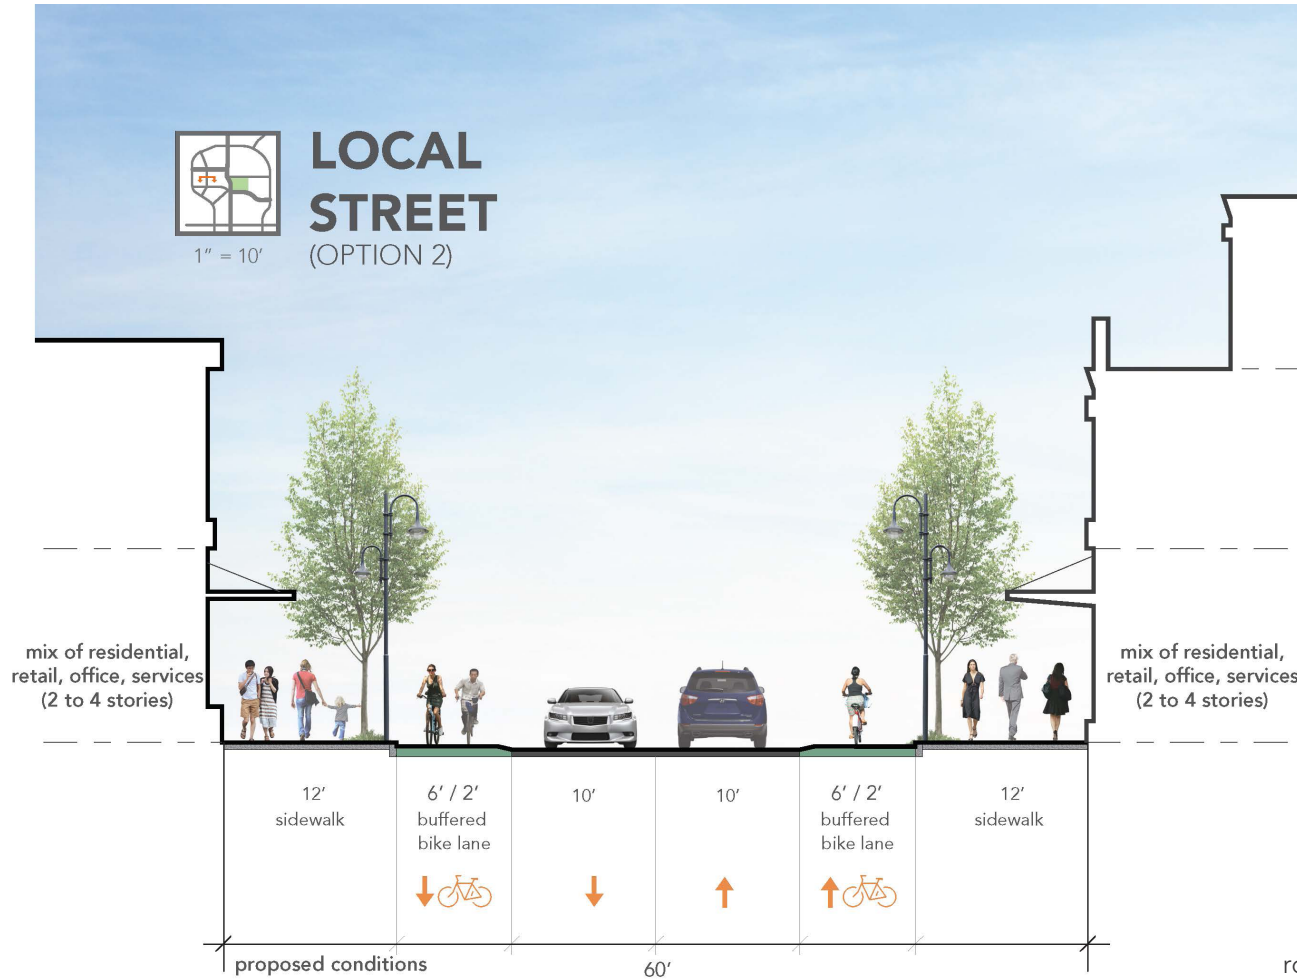 LOCAL
STREET
(OPTION 2)
1" = 10'
mix of residential,
retail, office, services
(2 to 4 stories)
mix of residential,
retail, office, services
(2 to 4 stories)
12'
sidewalk
6' / 2'
buffered
bike lane
10'
10'
6' / 2'
buffered
bike lane
12'
sidewalk
proposed conditions
60'